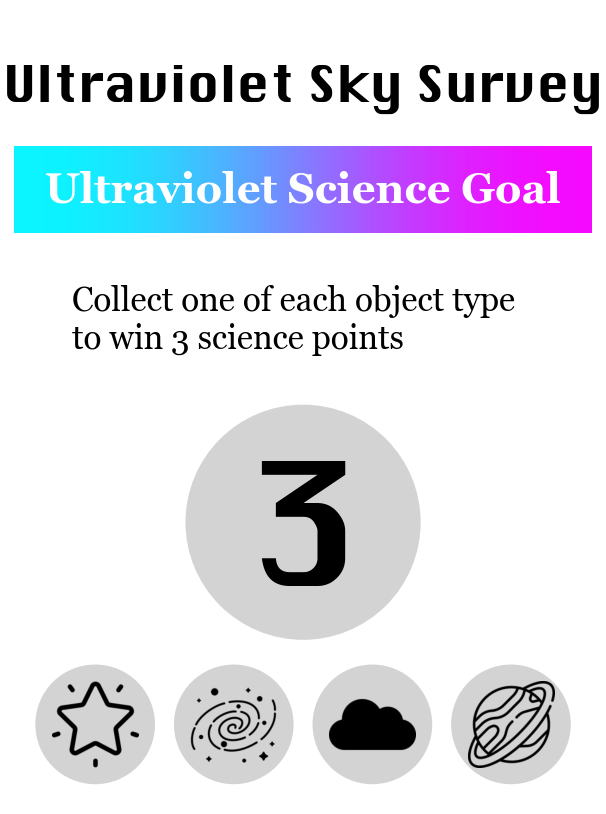 Ultraviolet Sky Survey
Ultraviolet Science Goal
Collect one of each object type
to win 3 science points
3